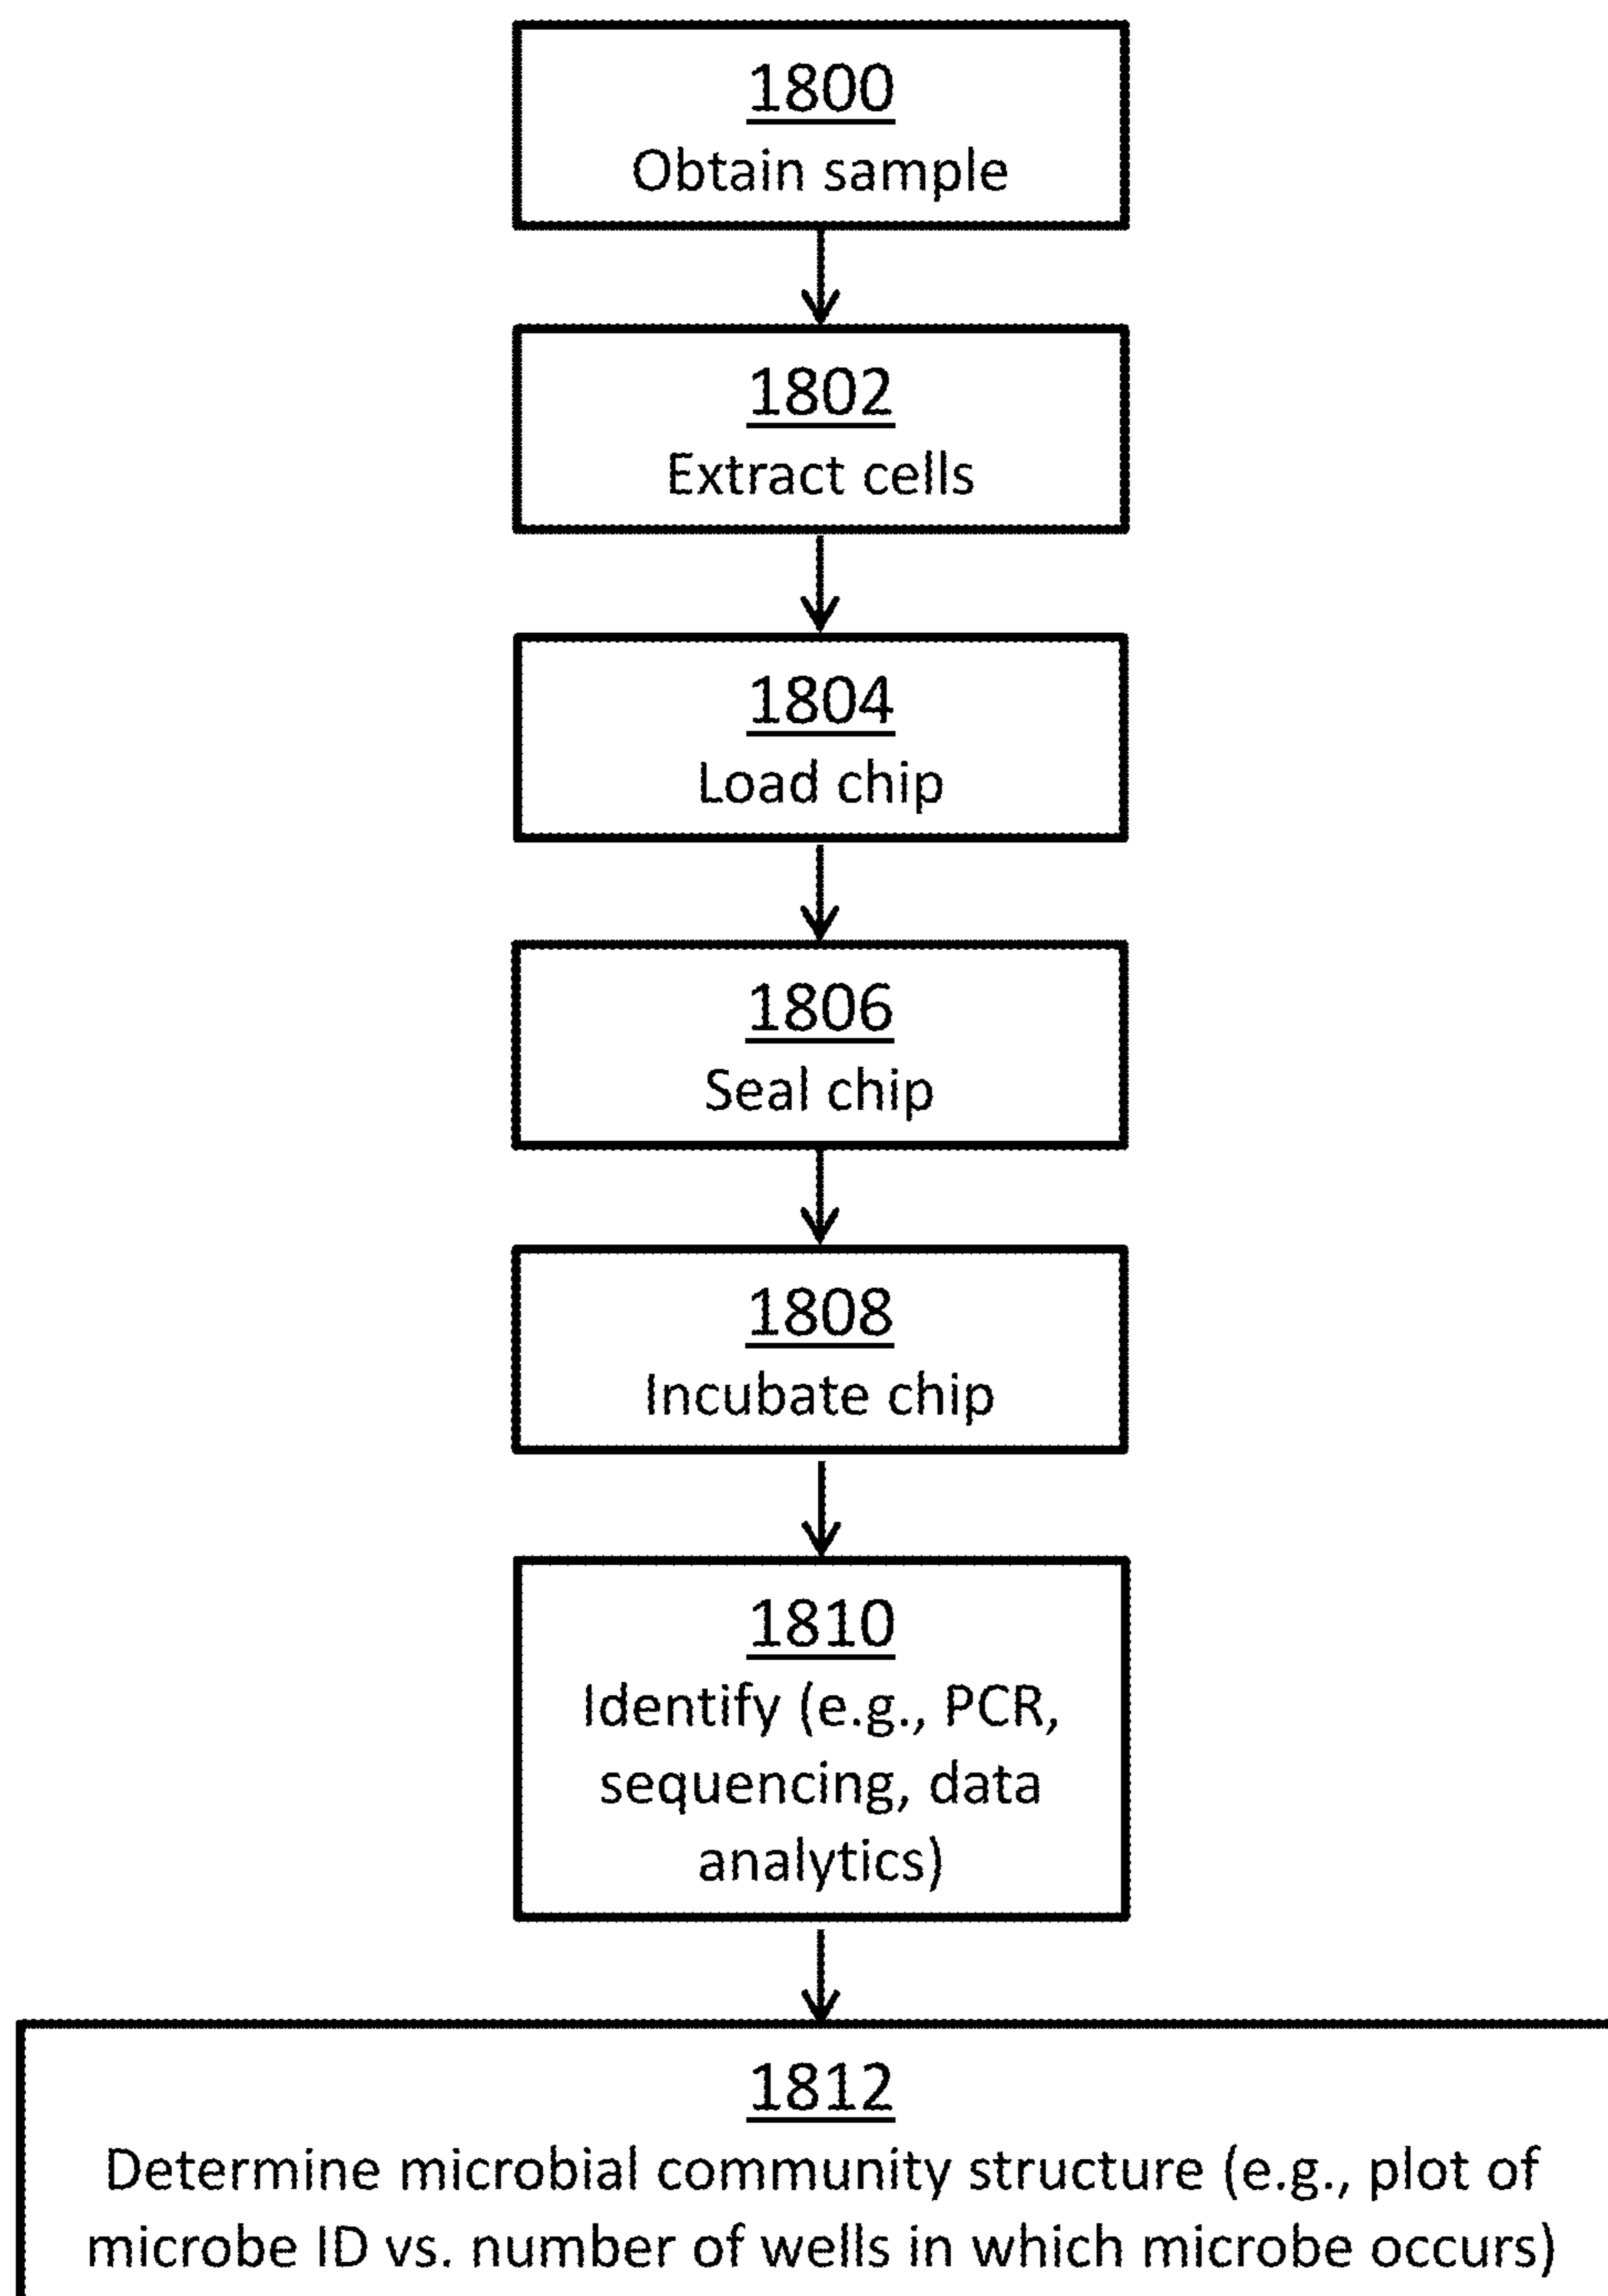 1800
Obtain sample
1802
Extract cells
1804
Load chip
1806
Seal chip
1808
Incubate chip
1810
Identify (e.g., PCR,
sequencing, data
analytics)
1812
Determine microbial community structure (e.g., plot of
microbe ID vs. number of wells in which microbe occurs)